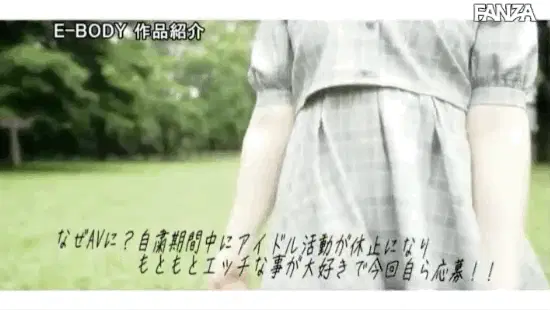 FANZA
E-BODY 作品紹介
なぜAVに？自粛期間中にアイドル活動が休止になり
もともとエッチな事が大好きで今回自ら応募！！